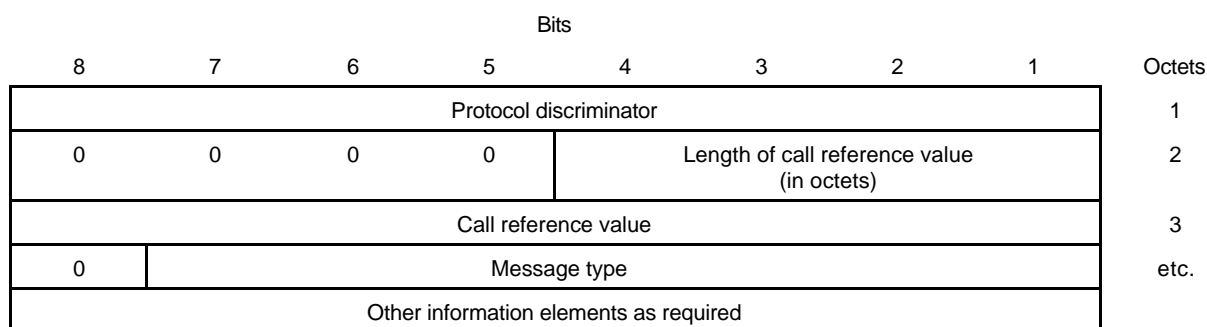 Bits
8 7 6 5 4 3 2 1 Octets
Protocol discriminator 1
0 0 0 0 Length of call reference value 2
(in octets)
Call reference value 3
0 Message type etc.
Other information elements as required